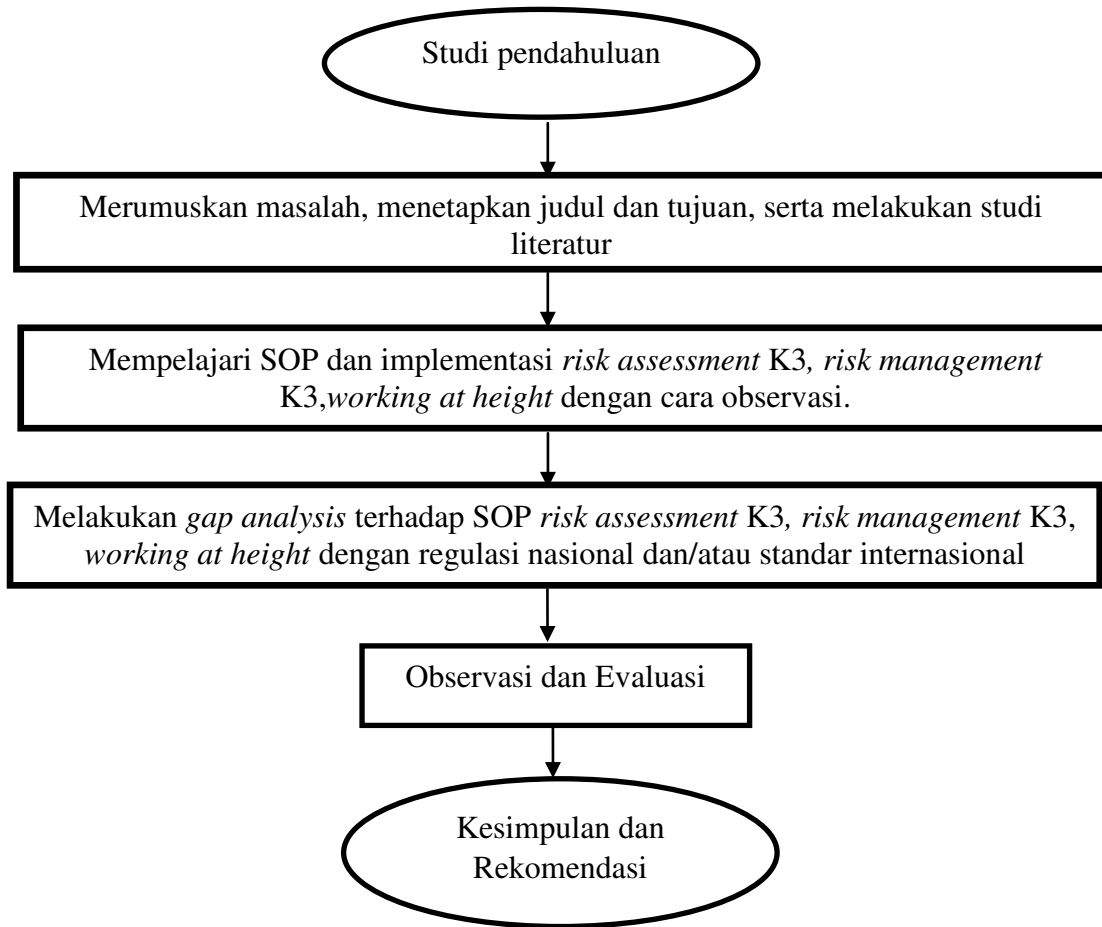 Studi pendahuluan
Merumuskan masalah, menetapkan judul dan tujuan, serta melakukan studi
literatur
Mempelajari SOP dan implementasi risk assessment K3, risk management
K3,working at height dengan cara observasi.
Melakukan gap analysis terhadap SOP risk assessment K3, risk management K3,
working at height dengan regulasi nasional dan/atau standar internasional
Observasi dan Evaluasi
Kesimpulan dan
Rekomendasi